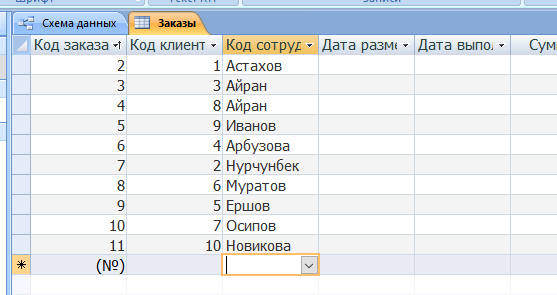 Схема данных Заказы
Код заказа Код клиент Код сотруд Дата разме Дата выпол Сум
2 1 Астахов
3 3 Айран
4 8 Айран
5 9 Иванов
6 4 Арбузова
7 2 Нурчунбек
8 6 Муратов
9 5 Ершов
10 7 Осипов
11 10 Новикова
(№)